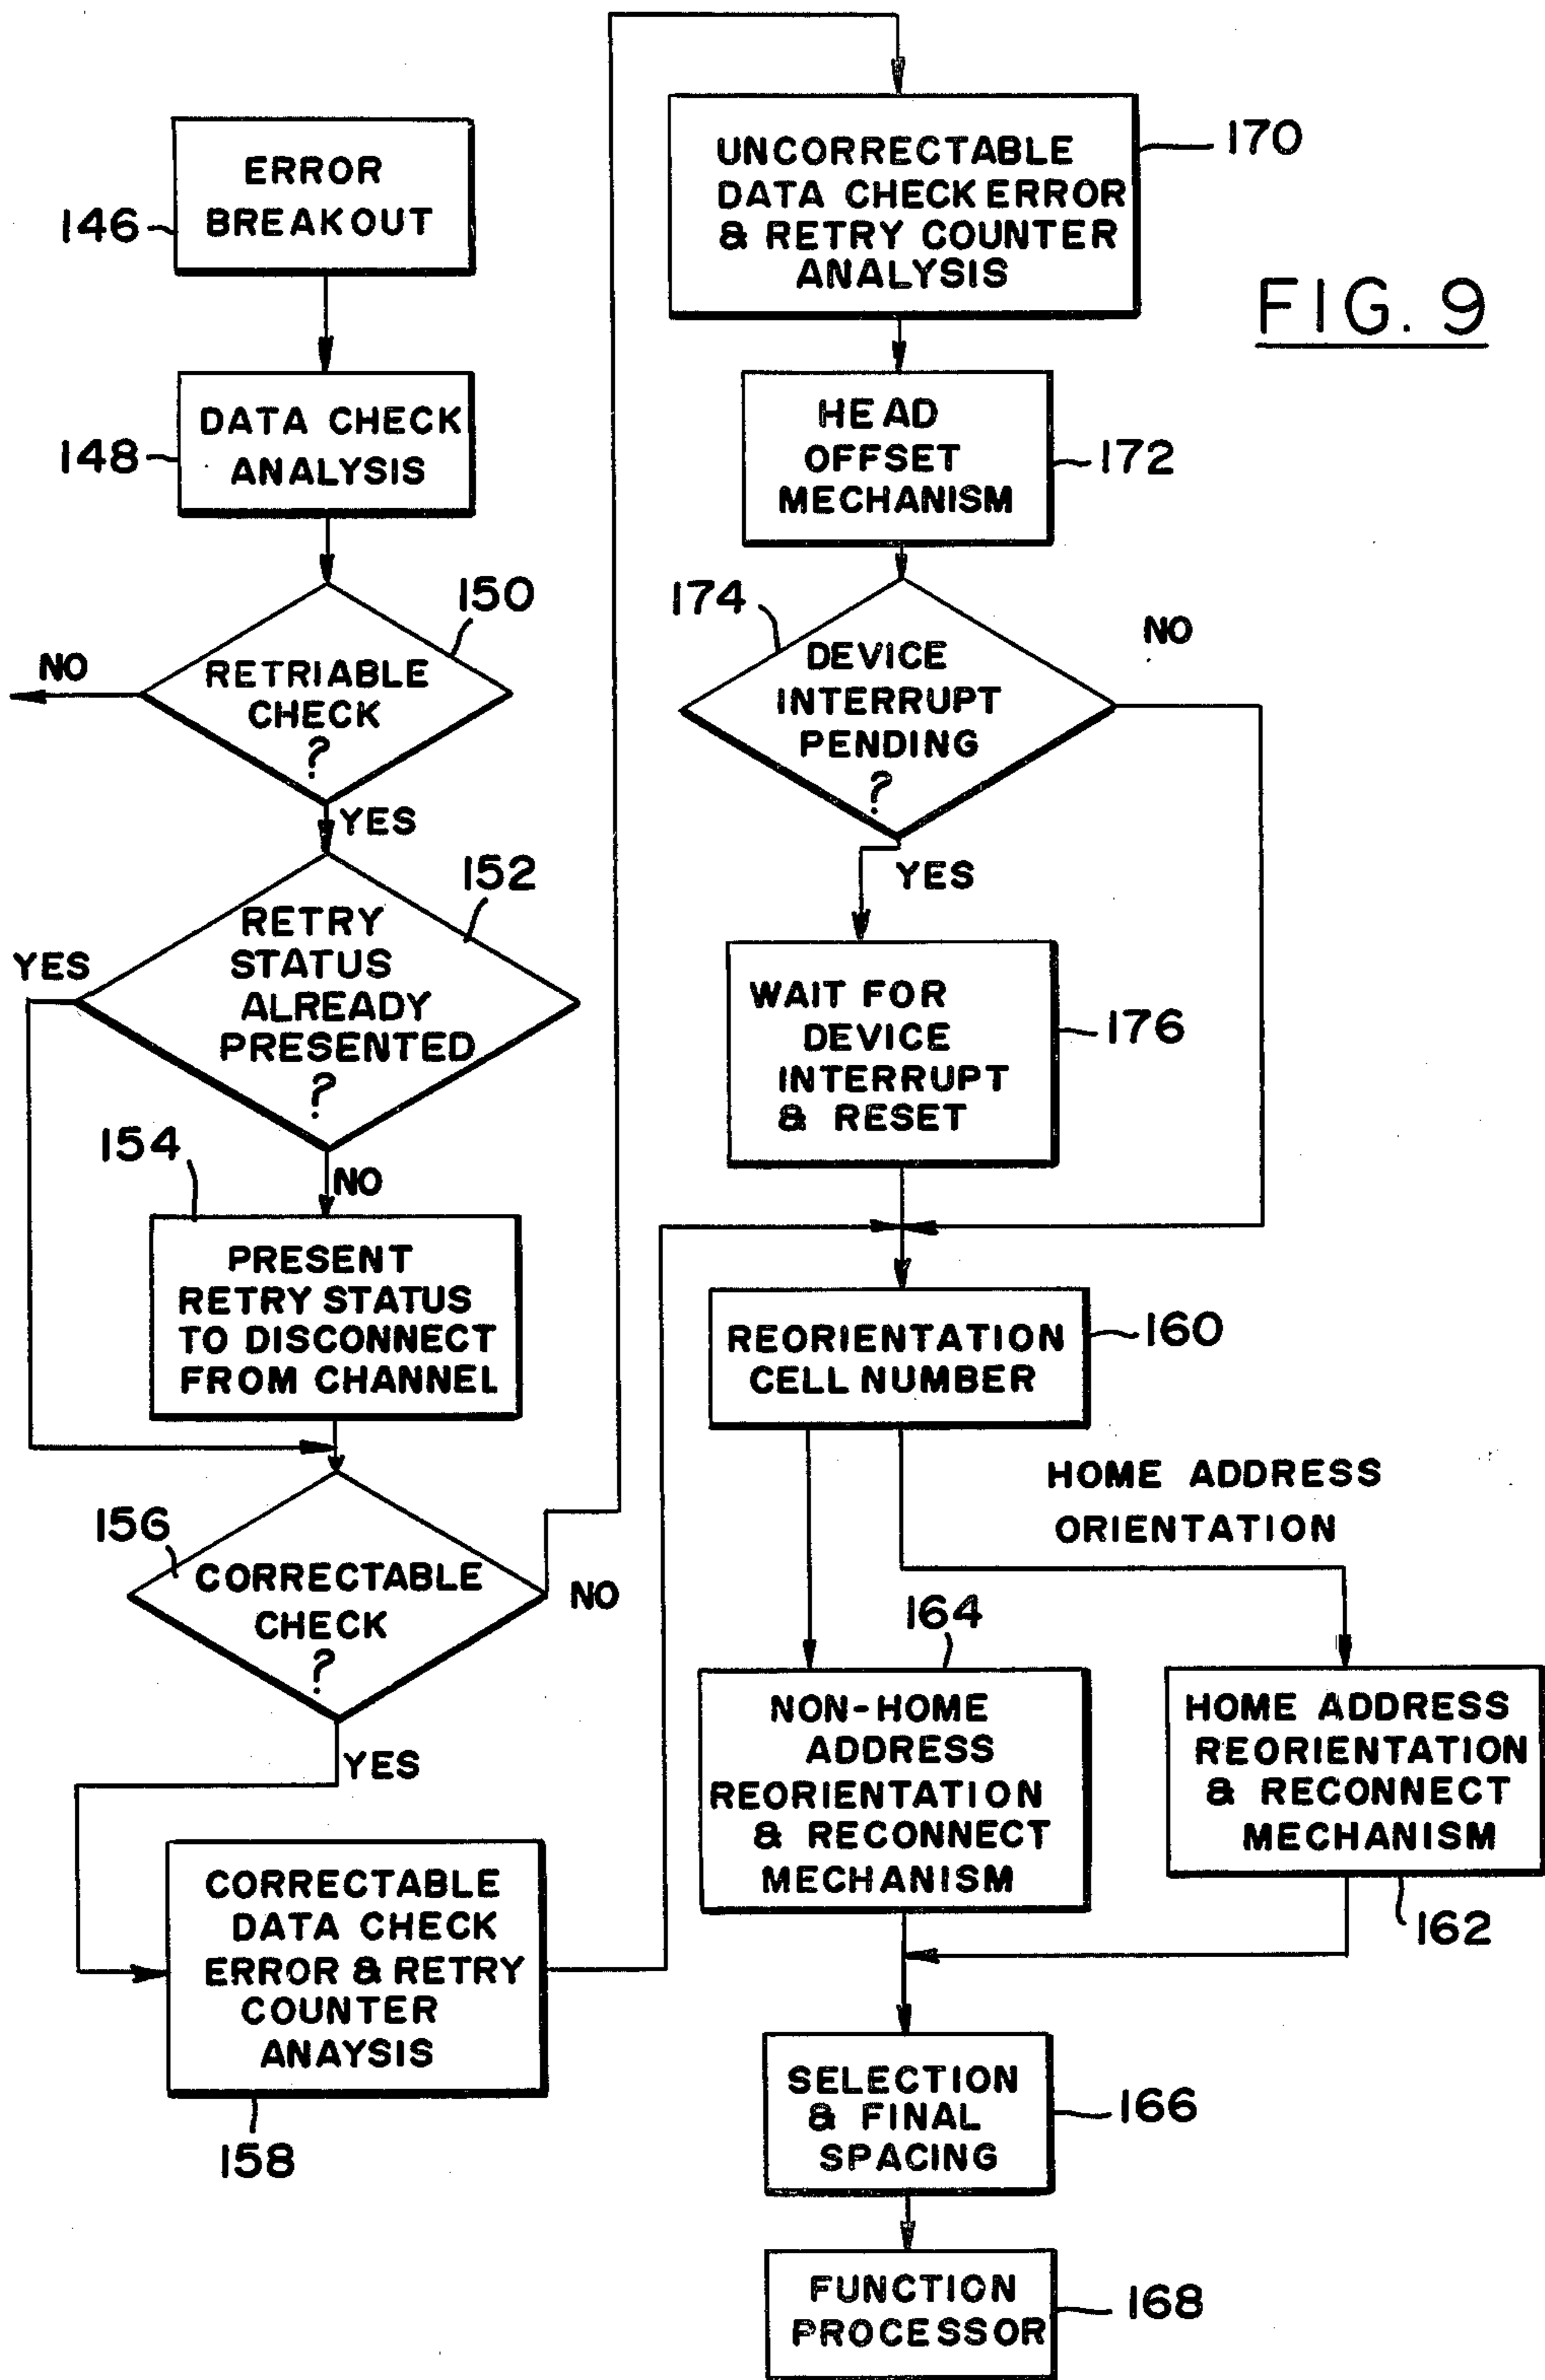 ERROR
BREAKOUT
146
DATA CHECK
ANALYSIS
148
150
RETRIABLE
CHECK
?
NO
YES
152
RETRY
STATUS
ALREADY
PRESENTED
?
YES
NO
154
PRESENT
RETRY STATUS
TO DISCONNECT
FROM CHANNEL
156
CORRECTABLE
CHECK
?
NO
YES
CORRECTABLE
DATA CHECK
ERROR & RETRY
COUNTER
ANAYSIS
158
UNCORRECTABLE
DATA CHECK ERROR
& RETRY COUNTER
ANALYSIS
170
FIG. 9
HEAD
OFFSET
MECHANISM
172
174
DEVICE
INTERRUPT
PENDING
?
NO
YES
WAIT FOR
DEVICE
INTERRUPT
& RESET
176
REORIENTATION
CELL NUMBER
160
HOME ADDRESS
ORIENTATION
164
NON-HOME
ADDRESS
REORIENTATION
& RECONNECT
MECHANISM
HOME ADDRESS
REORIENTATION
& RECONNECT
MECHANISM
162
SELECTION
& FINAL
SPACING
166
FUNCTION
PROCESSOR
168